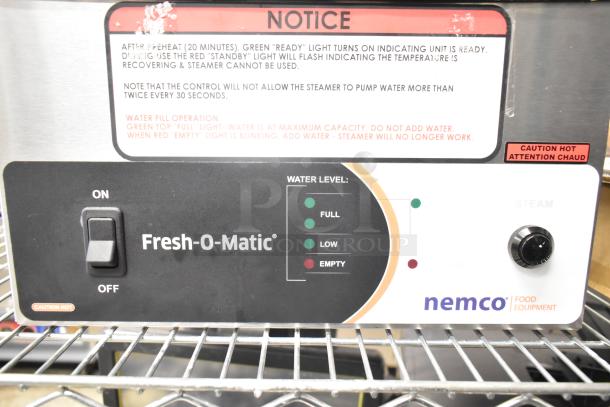 NOTICE
AFTER PREHEAT (20 MINUTES), GREEN "READY" LIGHT TURNS ON INDICATING UNIT IS READY.
DURING USE THE RED "STANDBY" LIGHT WILL FLASH INDICATING THE TEMPERATURE IS
RECOVERING & STEAMER CANNOT BE USED.
NOTE THAT THE CONTROL WILL NOT ALLOW THE STEAMER TO PUMP WATER MORE THAN
TWICE EVERY 30 SECONDS.
WATER FILL OPERATION
GREEN TOP "FULL" LIGHT - WATER IS AT MAXIMUM CAPACITY. DO NOT ADD WATER.
WHEN RED "EMPTY" LIGHT IS BLINKING, ADD WATER - STEAMER WILL NO LONGER WORK.
CAUTION HOT
ATTENTION CHAUD
WATER LEVEL:
ON
OFF
Fresh-O-Matic®
FULL
LOW
EMPTY
STEAM
CAUTION HOT
nemco® FOOD
EQUIPMENT
PCI
GROUP